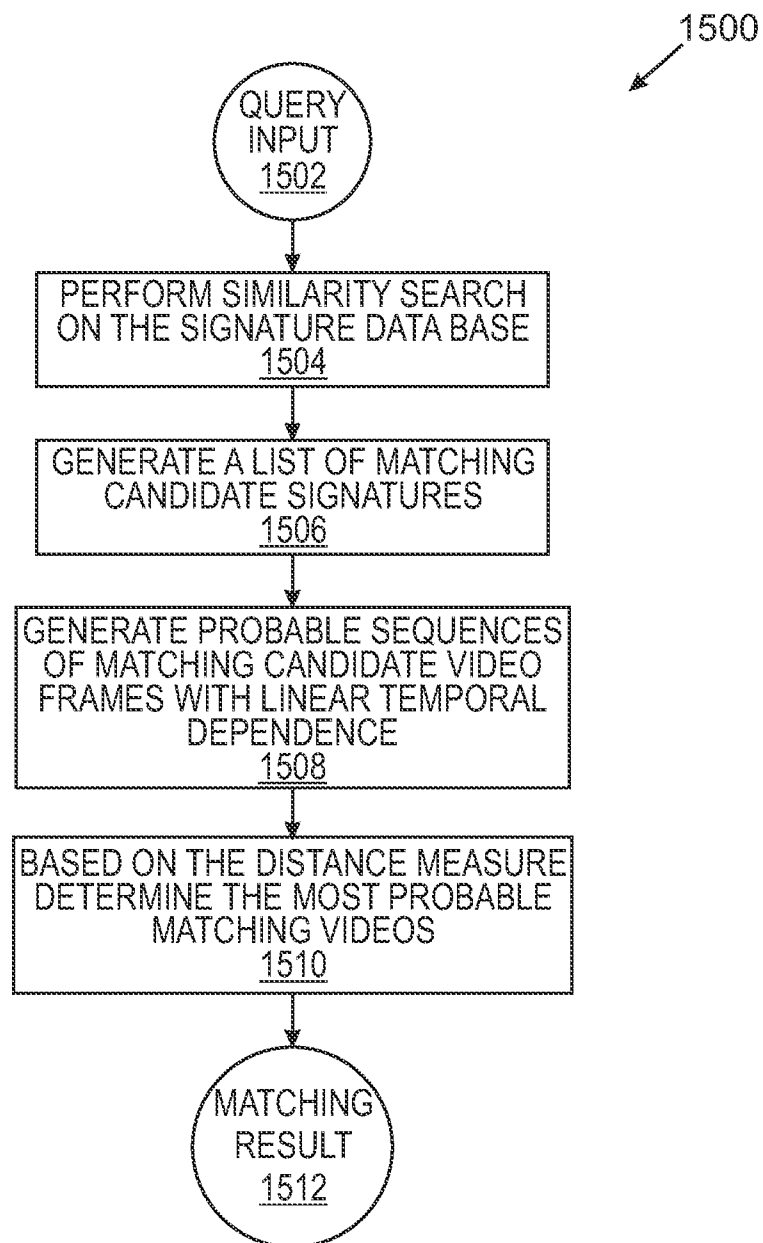 1500
QUERY
INPUT
1502
PERFORM SIMILARITY SEARCH
ON THE SIGNATURE DATA BASE
1504
GENERATE A LIST OF MATCHING
CANDIDATE SIGNATURES
1506
GENERATE PROBABLE SEQUENCES
OF MATCHING CANDIDATE VIDEO
FRAMES WITH LINEAR TEMPORAL
DEPENDENCE
1508
BASED ON THE DISTANCE MEASURE
DETERMINE THE MOST PROBABLE
MATCHING VIDEOS
1510
MATCHING
RESULT
1512